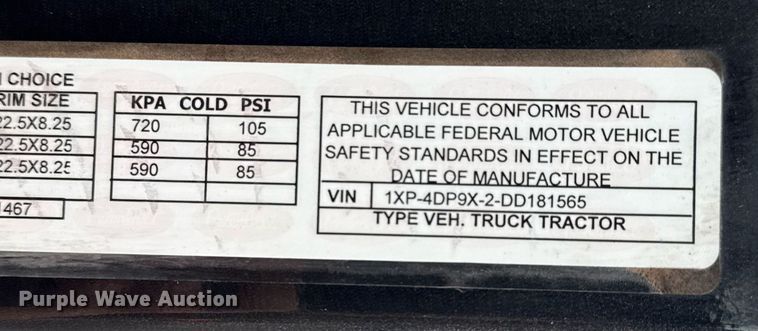 CHOICE
RIM SIZE
22.5X8.25
22.5X8.25
22.5X8.25
1467
KPA COLD PSI
720 105
590 85
590 85
THIS VEHICLE CONFORMS TO ALL
APPLICABLE FEDERAL MOTOR VEHICLE
SAFETY STANDARDS IN EFFECT ON THE
DATE OF MANUFACTURE
VIN 1XP-4DP9X-2-DD181565
TYPE VEH. TRUCK TRACTOR
Purple Wave Auction